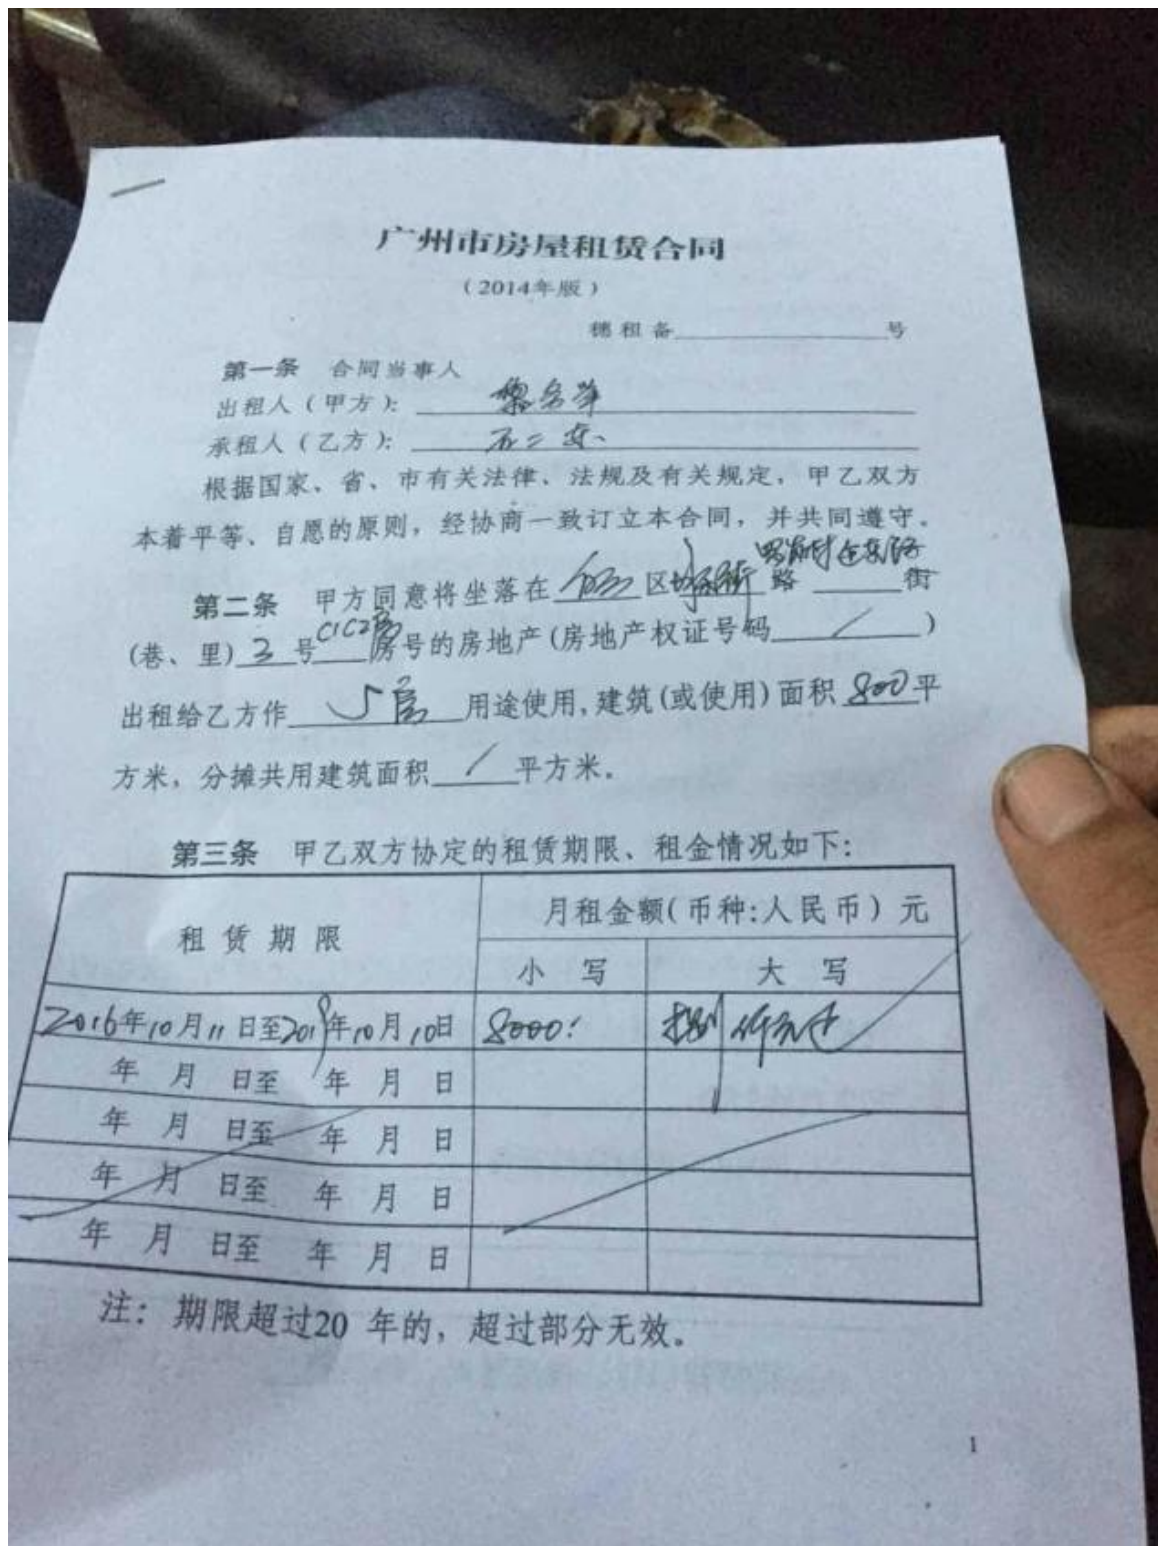 广州市房屋租赁合同
（2014年版）
穗租备 号
第一条 合同当事人
出租人（甲方）：黎
承租人（乙方）：
根据国家、省、市有关法律、法规及有关规定，甲乙双方
本着平等、自愿的原则，经协商一致订立本合同，并共同遵守。
第二条 甲方同意将坐落在 区 路 街
(巷、里) 3 号 C1C2 房号的房地产(房地产权证号码 / )
出租给乙方作 厂房 用途使用,建筑(或使用)面积 800 平
方米，分摊共用建筑面积 / 平方米。
第三条 甲乙双方协定的租赁期限、租金情况如下：
租赁期限
月租金额(币种:人民币)元
小写 大写
2016年10月11日至2019年10月10日 8000: 捌仟元
年 月 日至 年 月 日
年 月 日至 年 月 日
年 月 日至 年 月 日
年 月 日至 年 月 日
注：期限超过20 年的，超过部分无效。
1